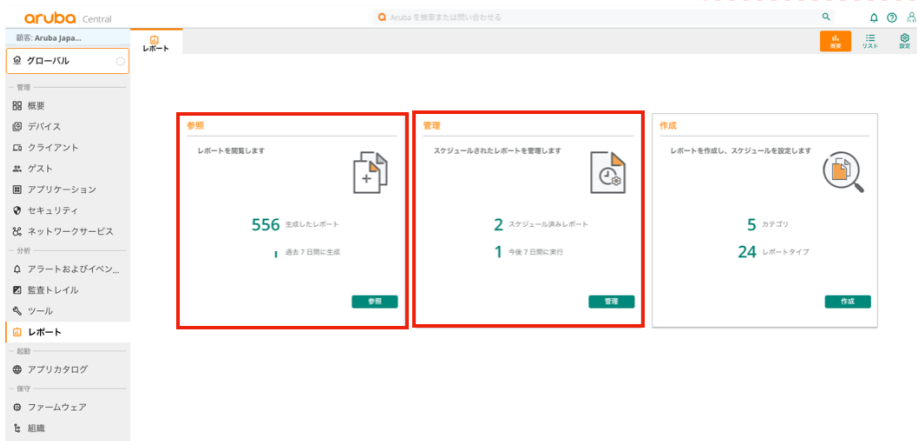 aruba Central
Aruba を検索または問い合わせる
顧客: Aruba Japa...
レポート
概要
リスト
設定
グローバル
管理
概要
デバイス
クライアント
ゲスト
アプリケーション
セキュリティ
ネットワークサービス
分析
アラートおよびイベン...
監査トレイル
ツール
レポート
起動
アプリカタログ
保守
ファームウェア
組織
参照
レポートを閲覧します
556 生成したレポート
1 過去 7 日間に生成
参照
管理
スケジュールされたレポートを管理します
2 スケジュール済みレポート
1 今後 7 日間に実行
管理
作成
レポートを作成し、スケジュールを設定します
5 カテゴリ
24 レポートタイプ
作成